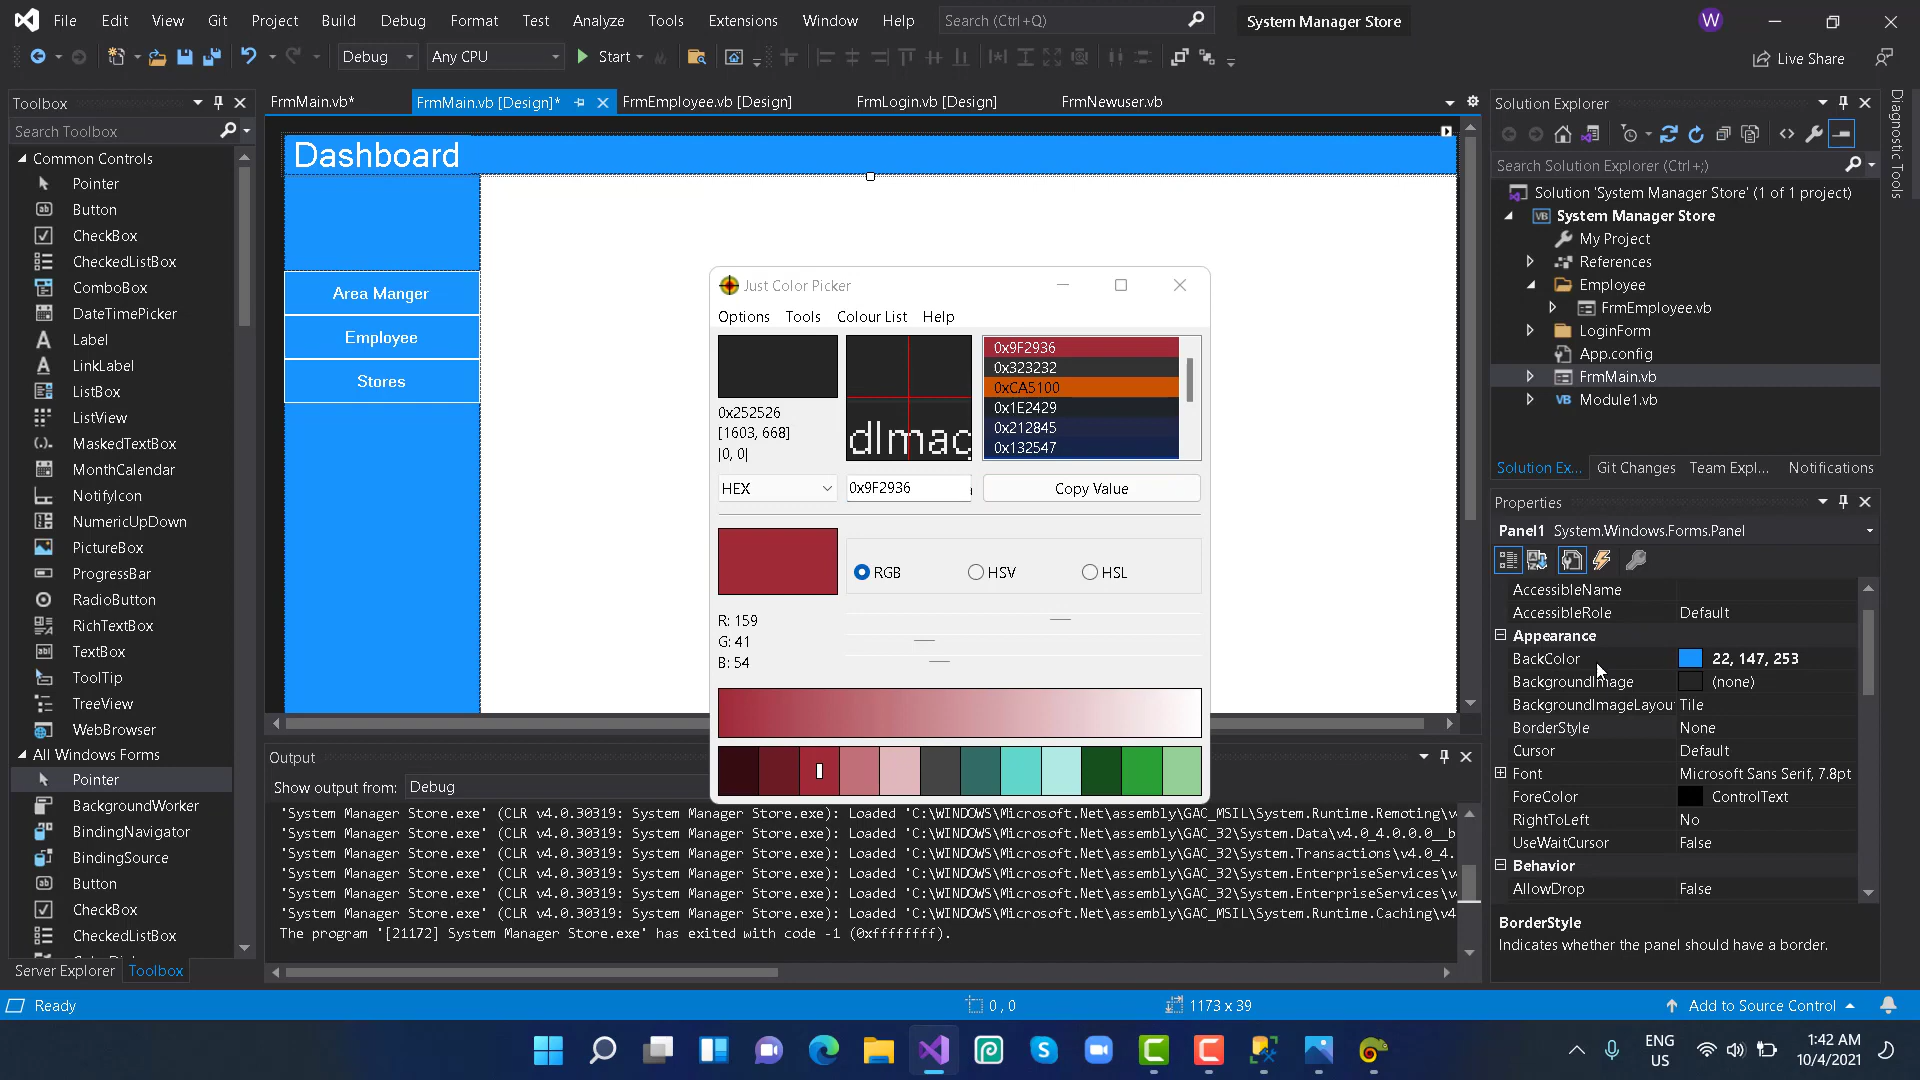 File Edit View Git Project Build Debug Format Test Analyze Tools Extensions Window Help Search (Ctrl+Q) System Manager Store W
Debug Any CPU Start Live Share
Toolbox
Search Toolbox
Common Controls
Pointer
Button
CheckBox
CheckedListBox
ComboBox
DateTimePicker
Label
LinkLabel
ListBox
ListView
MaskedTextBox
MonthCalendar
NotifyIcon
NumericUpDown
PictureBox
ProgressBar
RadioButton
RichTextBox
TextBox
ToolTip
TreeView
WebBrowser
All Windows Forms
Pointer
BackgroundWorker
BindingNavigator
BindingSource
Button
CheckBox
CheckedListBox
Server Explorer Toolbox
FrmMain.vb* FrmMain.vb [Design]* FrmEmployee.vb [Design] FrmLogin.vb [Design] FrmNewuser.vb
Dashboard
Area Manger
Employee
Stores
Just Color Picker
Options Tools Colour List Help
0x252526
[1603, 668]
|0, 0|
dlmac
0x9F2936
0x323232
0xCA5100
0x1E2429
0x212845
0x132547
HEX 0x9F2936 Copy Value
RGB HSV HSL
R: 159
G: 41
B: 54
Output
Show output from: Debug
'System Manager Store.exe' (CLR v4.0.30319: System Manager Store.exe): Loaded 'C:\WINDOWS\Microsoft.Net\assembly\GAC_MSIL\System.Runtime.Remoting\v4
'System Manager Store.exe' (CLR v4.0.30319: System Manager Store.exe): Loaded 'C:\WINDOWS\Microsoft.Net\assembly\GAC_32\System.Data\v4.0_4.0.0.0__b
'System Manager Store.exe' (CLR v4.0.30319: System Manager Store.exe): Loaded 'C:\WINDOWS\Microsoft.Net\assembly\GAC_32\System.Transactions\v4.0_4.
'System Manager Store.exe' (CLR v4.0.30319: System Manager Store.exe): Loaded 'C:\WINDOWS\Microsoft.Net\assembly\GAC_32\System.EnterpriseServices\v
'System Manager Store.exe' (CLR v4.0.30319: System Manager Store.exe): Loaded 'C:\WINDOWS\Microsoft.Net\assembly\GAC_32\System.EnterpriseServices\v
'System Manager Store.exe' (CLR v4.0.30319: System Manager Store.exe): Loaded 'C:\WINDOWS\Microsoft.Net\assembly\GAC_MSIL\System.Runtime.Caching\v4
The program '[21172] System Manager Store.exe' has exited with code -1 (0xffffffff).
Solution Explorer
Search Solution Explorer (Ctrl+;)
Solution 'System Manager Store' (1 of 1 project)
VB System Manager Store
My Project
References
Employee
FrmEmployee.vb
LoginForm
App.config
FrmMain.vb
VB Module1.vb
Solution Ex... Git Changes Team Expl... Notifications
Properties
Panel1 System.Windows.Forms.Panel
AccessibleName
AccessibleRole Default
Appearance
BackColor 22, 147, 253
BackgroundImage (none)
BackgroundImageLayou Tile
BorderStyle None
Cursor Default
Font Microsoft Sans Serif, 7.8pt
ForeColor ControlText
RightToLeft No
UseWaitCursor False
Behavior
AllowDrop False
BorderStyle
Indicates whether the panel should have a border.
Diagnostic Tools
Ready 0 , 0 1173 x 39 Add to Source Control
ENG
US
1:42 AM
10/4/2021